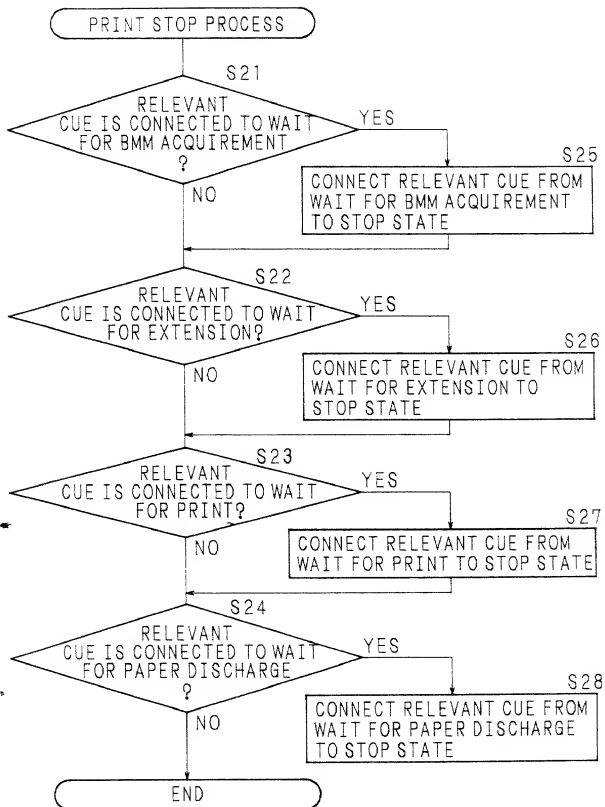 PRINT STOP PROCESS
S21
RELEVANT
CUE IS CONNECTED TO WAIT
FOR BMM ACQUIREMENT
?
YES
NO
S25
CONNECT RELEVANT CUE FROM
WAIT FOR BMM ACQUIREMENT
TO STOP STATE
S22
RELEVANT
CUE IS CONNECTED TO WAIT
FOR EXTENSION?
YES
NO
S26
CONNECT RELEVANT CUE FROM
WAIT FOR EXTENSION TO
STOP STATE
S23
RELEVANT
CUE IS CONNECTED TO WAIT
FOR PRINT?
YES
NO
S27
CONNECT RELEVANT CUE FROM
WAIT FOR PRINT TO STOP STATE
S24
RELEVANT
CUE IS CONNECTED TO WAIT
FOR PAPER DISCHARGE
?
YES
NO
S28
CONNECT RELEVANT CUE FROM
WAIT FOR PAPER DISCHARGE
TO STOP STATE
END